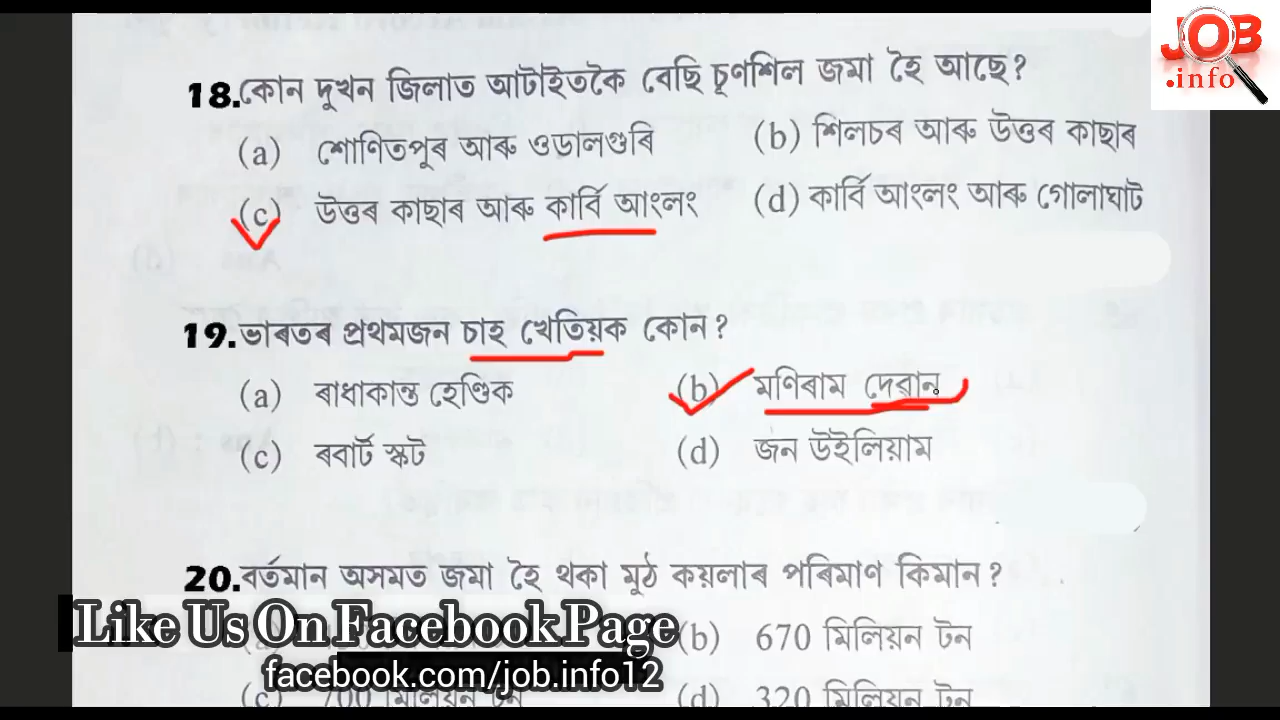 JOB
.info
18.কোন দুখন জিলাত আটাইতকৈ বেছি চূণশিল জমা হৈ আছে?
(a) শোণিতপুৰ আৰু ওডালগুৰি (b) শিলচৰ আৰু উত্তৰ কাছাৰ
(c) উত্তৰ কাছাৰ আৰু কাৰ্বি আংলং (d) কাৰ্বি আংলং আৰু গোলাঘাট
19.ভাৰতৰ প্ৰথমজন চাহ খেতিয়ক কোন?
(a) ৰাধাকান্ত হেণ্ডিক (b) মণিৰাম দেৱান
(c) ৰবাৰ্ট স্কট (d) জন উইলিয়াম
20.বৰ্তমান অসমত জমা হৈ থকা মুঠ কয়লাৰ পৰিমাণ কিমান?
(b) 670 মিলিয়ন টন
Like Us On Facebook Page
facebook.com/job.info12
(c) 700 মিলিয়ন টন (d) 320 মিলিয়ন টন